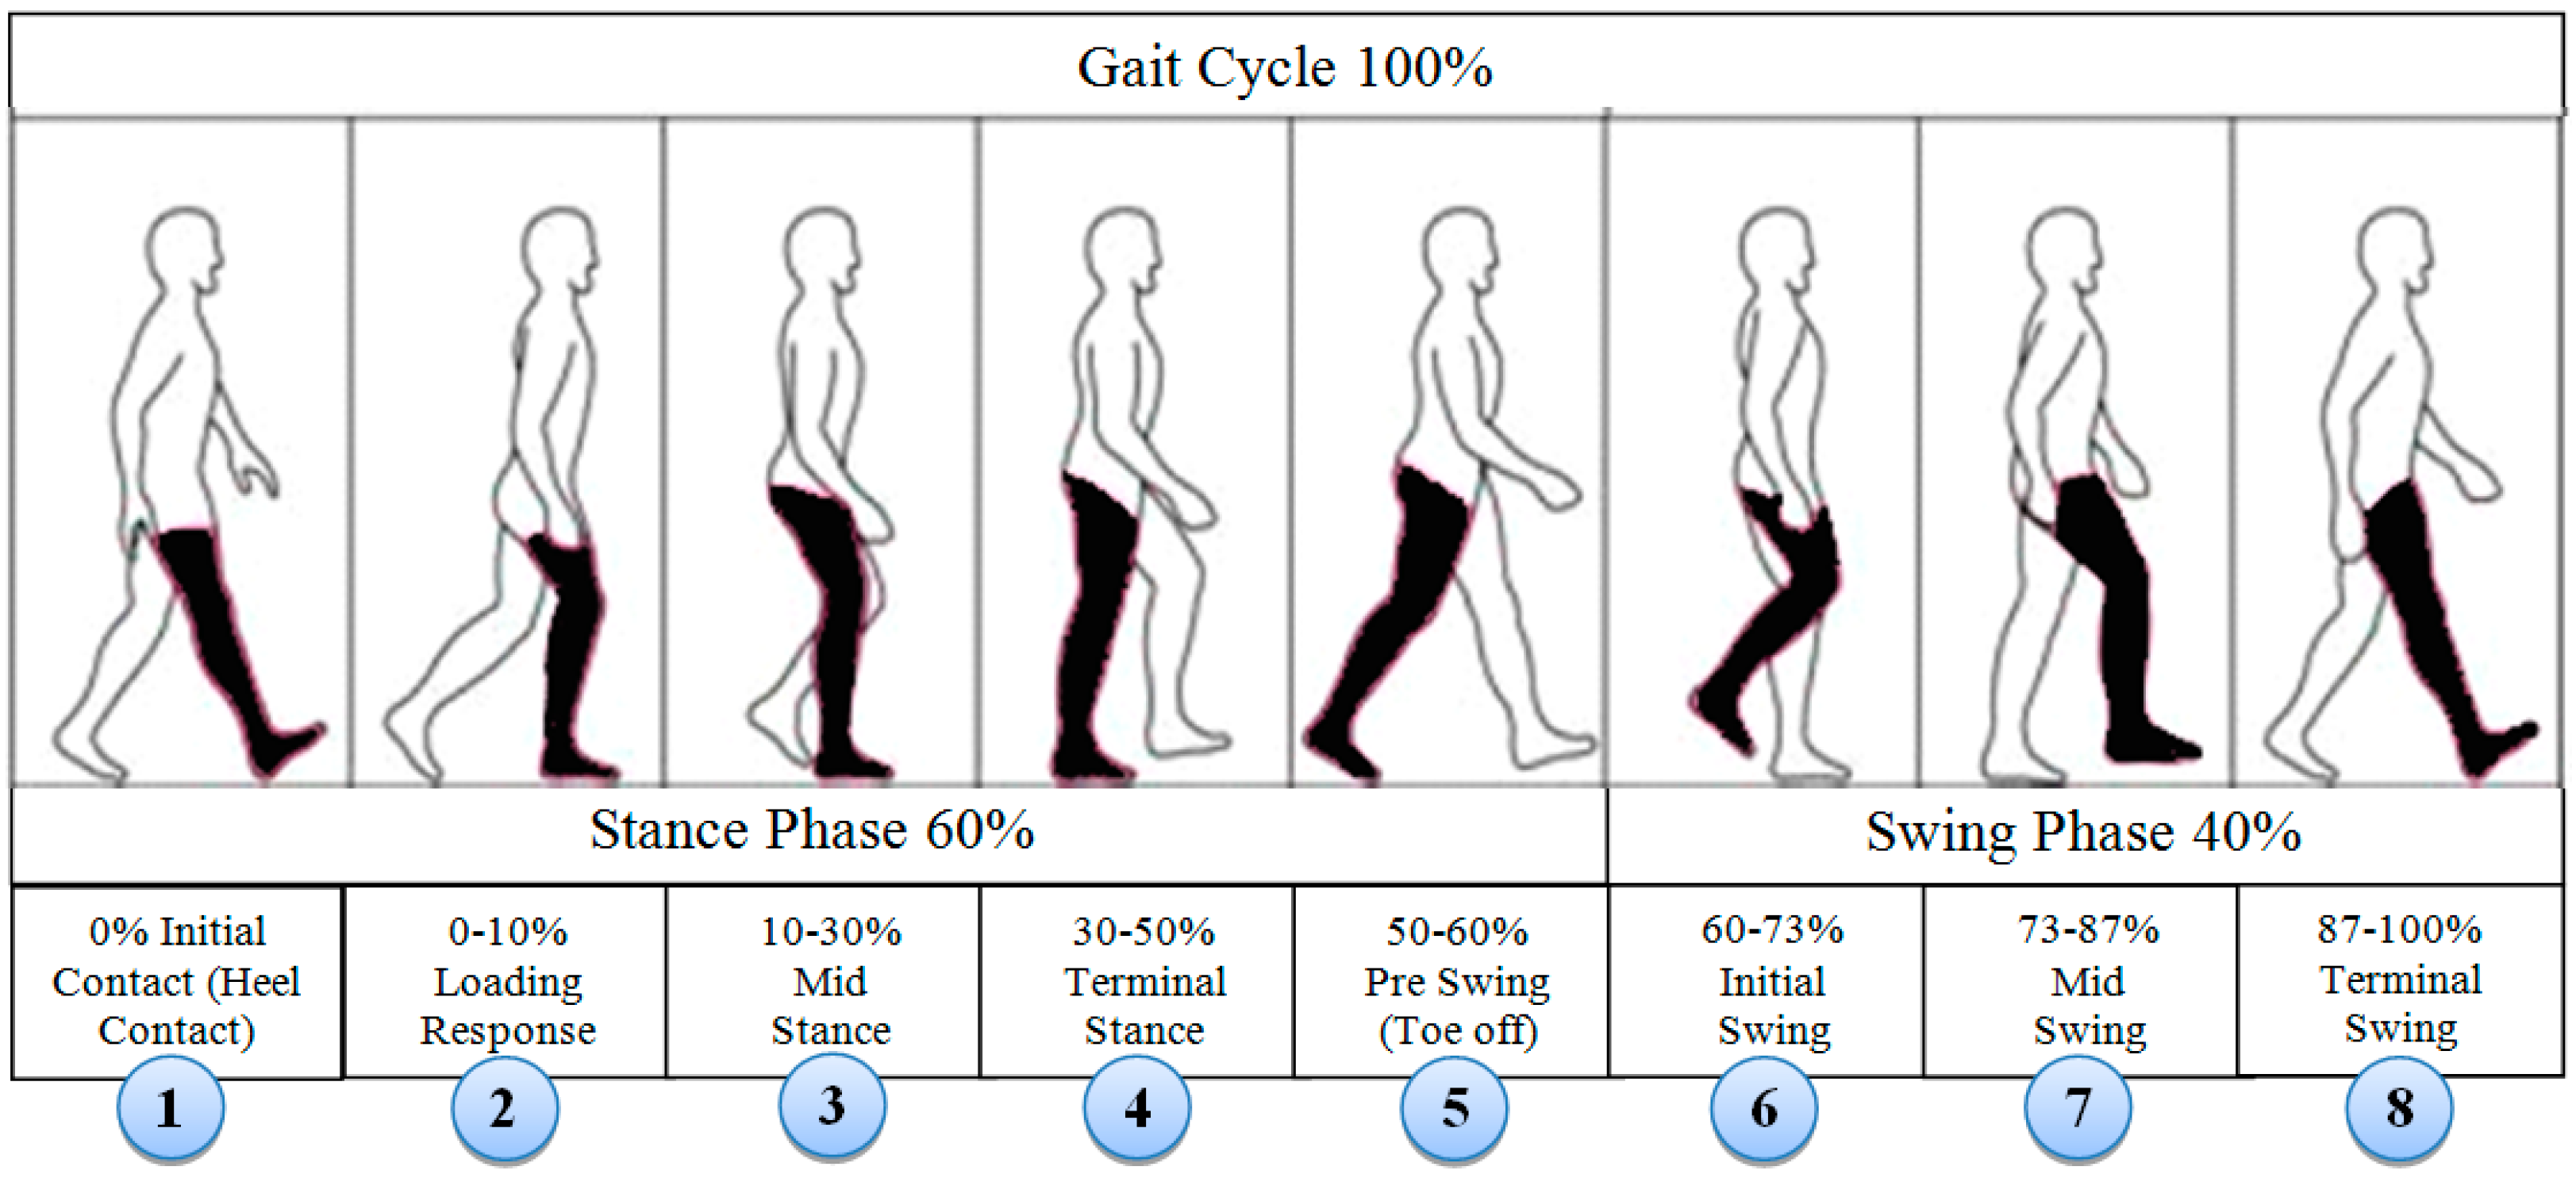 Gait Cycle 100%
Stance Phase 60%
Swing Phase 40%
0% Initial
Contact (Heel
Contact)
0-10%
Loading
Response
10-30%
Mid
Stance
30-50%
Terminal
Stance
50-60%
Pre Swing
(Toe off)
60-73%
Initial
Swing
73-87%
Mid
Swing
87-100%
Terminal
Swing
1
2
3
4
5
6
7
8